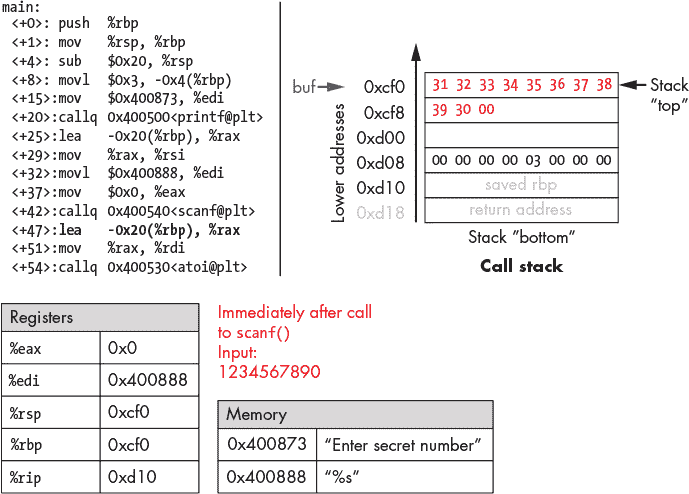 main:
<+0>: push %rbp
<+1>: mov %rsp, %rbp
<+4>: sub $0x20, %rsp
<+8>: movl $0x3, -0x4(%rbp)
<+15>:mov $0x400873, %edi
<+20>:callq 0x400500<printf@plt>
<+25>:lea -0x20(%rbp), %rax
<+29>:mov %rax, %rsi
<+32>:movl $0x400888, %edi
<+37>:mov $0x0, %eax
<+42>:callq 0x400540<scanf@plt>
<+47>:lea -0x20(%rbp), %rax
<+51>:mov %rax, %rdi
<+54>:callq 0x400530<atoi@plt>
Lower addresses
buf
0xcf0 31 32 33 34 35 36 37 38
0xcf8 39 30 00
0xd00
0xd08 00 00 00 00 03 00 00 00
0xd10 saved rbp
0xd18 return address
Stack
"top"
Stack "bottom"
Call stack
Registers
%eax 0x0
%edi 0x400888
%rsp 0xcf0
%rbp 0xcf0
%rip 0xd10
Immediately after call
to scanf()
Input:
1234567890
Memory
0x400873 “Enter secret number”
0x400888 “%s”